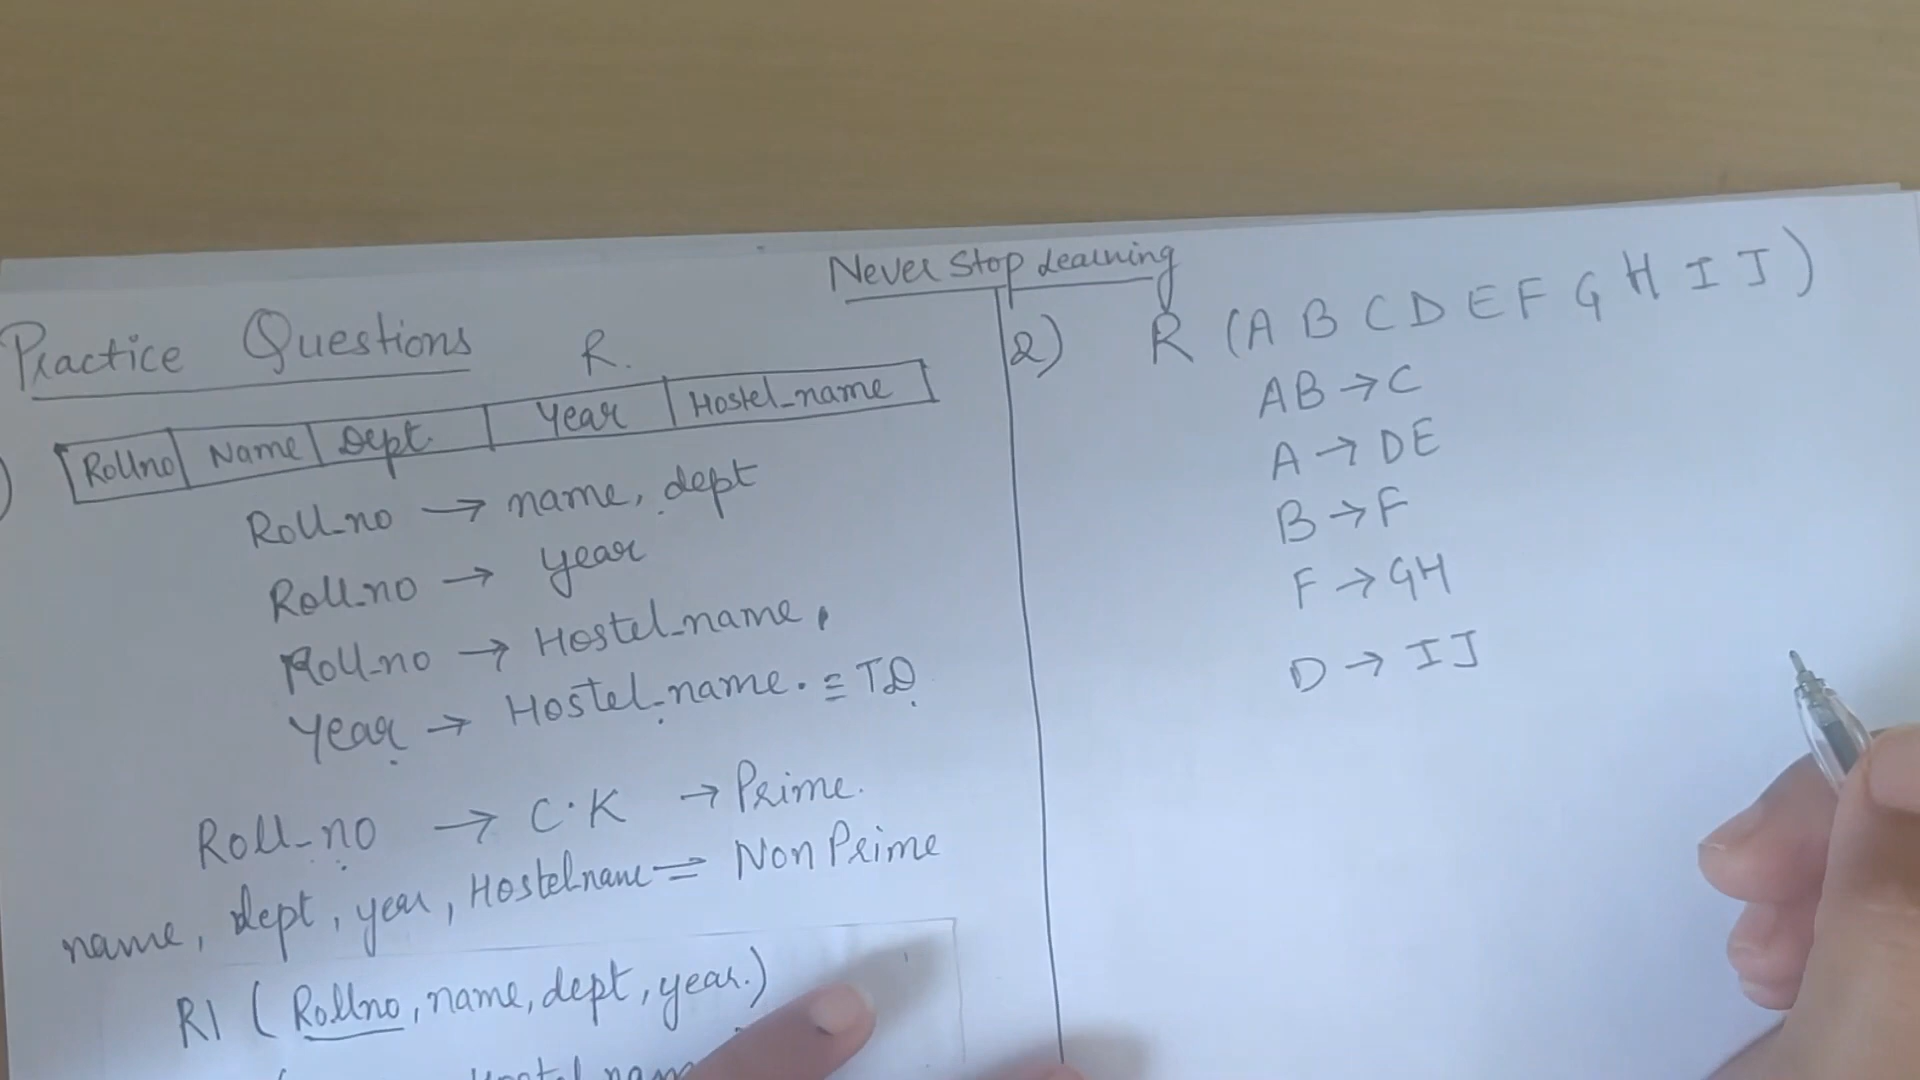 Never Stop Learning
Practice Questions
R.
Rollno Name Dept. Year Hostel_name
Roll_no → name, dept
Roll_no → year
Roll_no → Hostel_name,
Year → Hostel_name. = TD
Roll_no → C.K → Prime.
name, dept, year, Hostelname = Non Prime
R1 ( Rollno, name, dept, year.)
2) R (A B C D E F G H I J)
AB → C
A → DE
B → F
F → GH
D → IJ